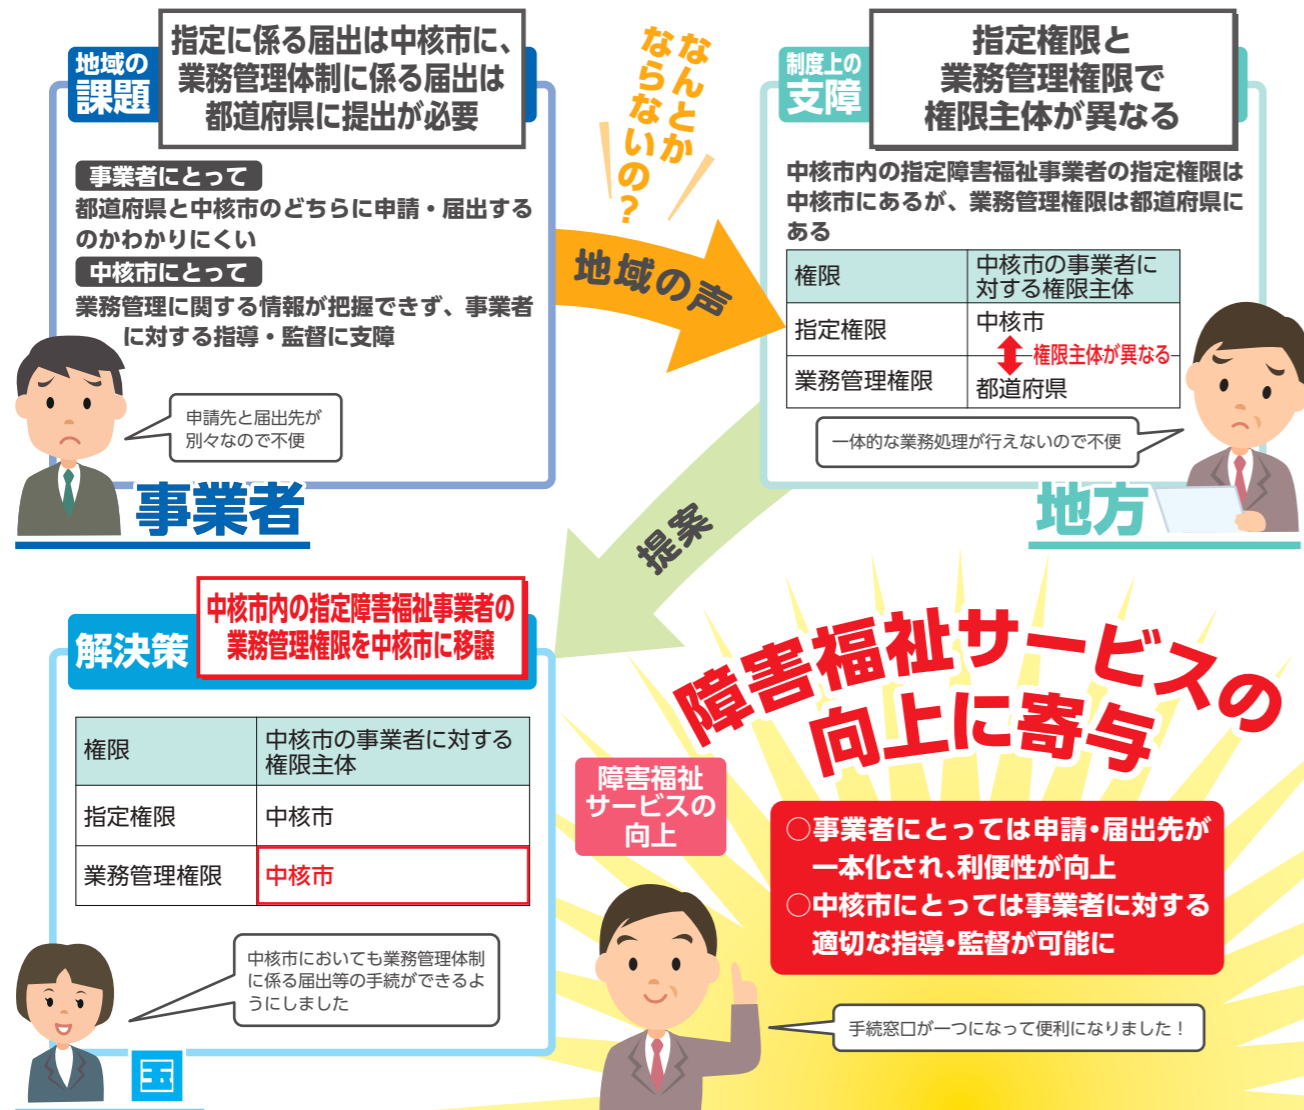 地域の
課題
指定に係る届出は中核市に、
業務管理体制に係る届出は
都道府県に提出が必要
事業者にとって
都道府県と中核市のどちらに申請・届出する
のかわかりにくい
中核市にとって
業務管理に関する情報が把握できず、事業者
に対する指導・監督に支障
申請先と届出先が
別々なので不便
事業者
なんとか
ならないの？
地域の声
制度上の
支障
指定権限と
業務管理権限で
権限主体が異なる
中核市内の指定障害福祉事業者の指定権限は
中核市にあるが、業務管理権限は都道府県に
ある
権限
中核市の事業者に
対する権限主体
指定権限
中核市
権限主体が異なる
業務管理権限
都道府県
一体的な業務処理が行えないので不便
地方
提案
解決策
中核市内の指定障害福祉事業者の
業務管理権限を中核市に移譲
権限
中核市の事業者に対する
権限主体
指定権限
中核市
業務管理権限
中核市
中核市においても業務管理体制
に係る届出等の手続ができるよ
うにしました
国
障害福祉サービスの
向上に寄与
障害福祉
サービスの
向上
○事業者にとっては申請・届出先が
一本化され、利便性が向上
○中核市にとっては事業者に対する
適切な指導・監督が可能に
手続窓口が一つになって便利になりました！